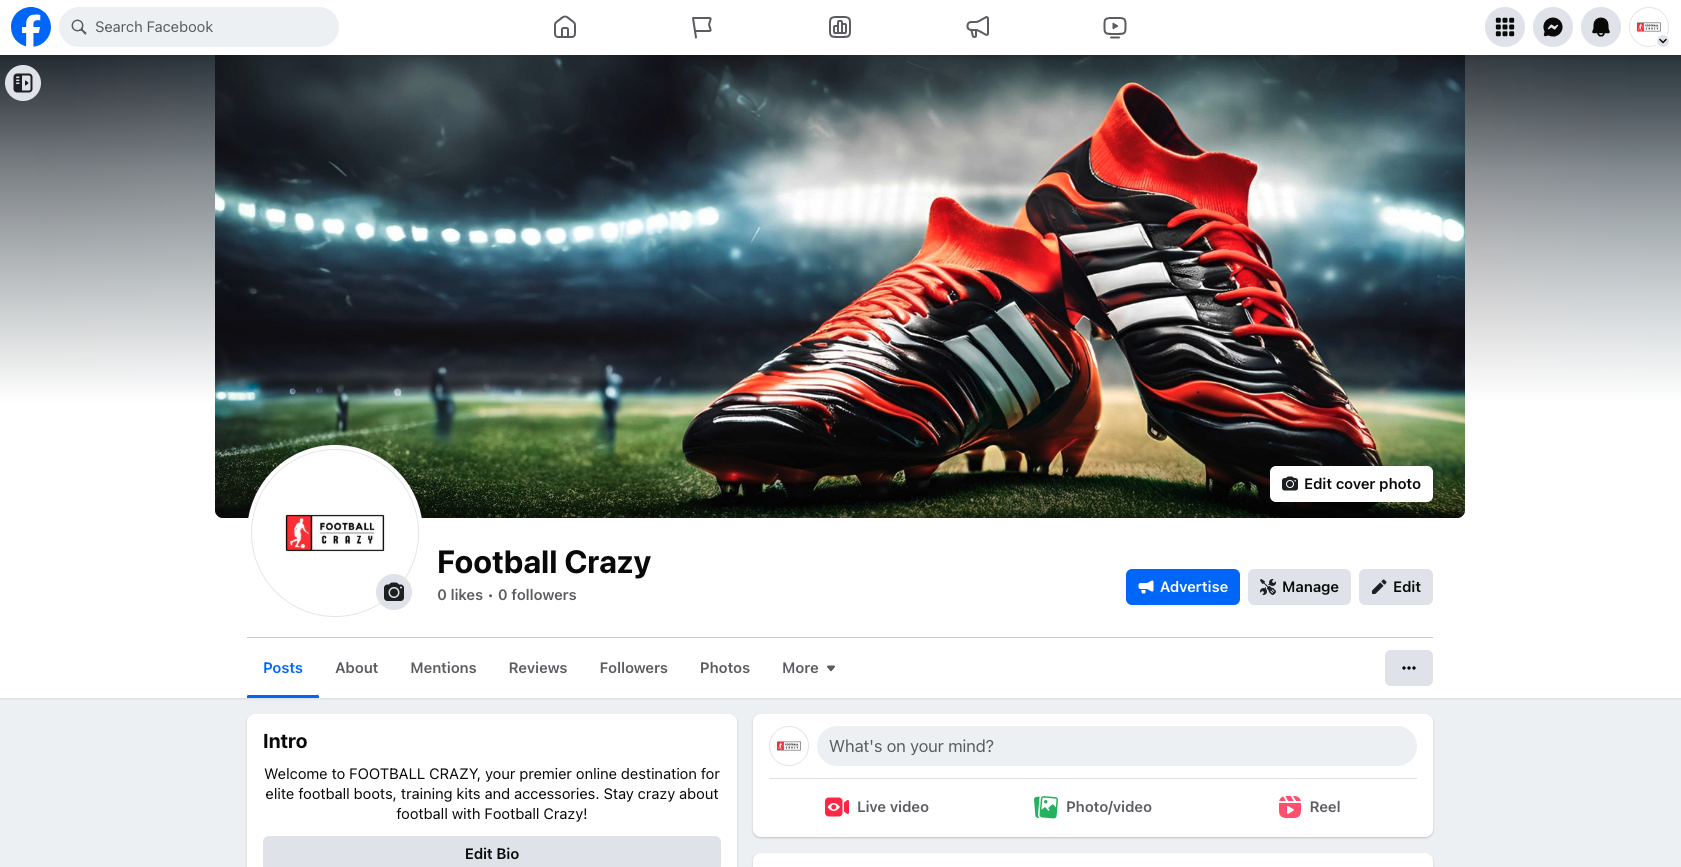 Search Facebook
Edit cover photo
FOOTBALL
CRAZY
Football Crazy
0 likes • 0 followers
Advertise
Manage
Edit
Posts
About
Mentions
Reviews
Followers
Photos
More
Intro
Welcome to FOOTBALL CRAZY, your premier online destination for
elite football boots, training kits and accessories. Stay crazy about
football with Football Crazy!
Edit Bio
What's on your mind?
Live video
Photo/video
Reel